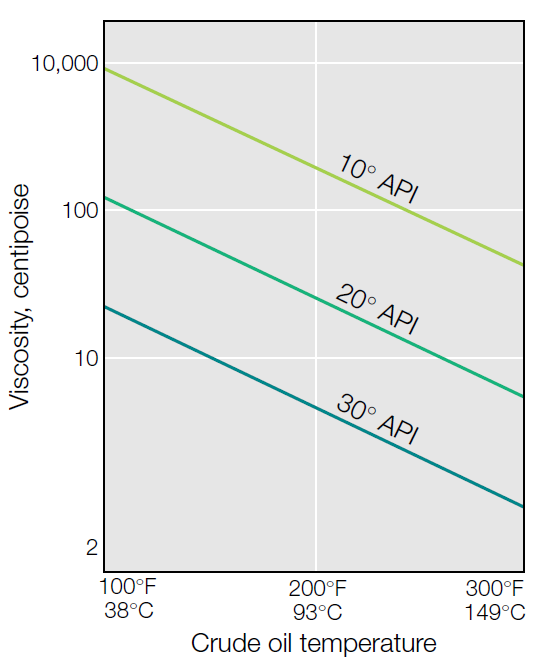 Viscosity, centipoise
10,000
100
10
2
10° API
20° API
30° API
100°F
38°C
200°F
93°C
300°F
149°C
Crude oil temperature